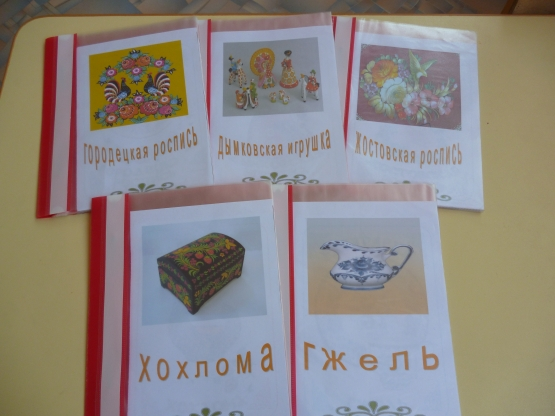 городецкая роспись
дымковская игрушка
жостовская роспись
Хохлома
Гжель